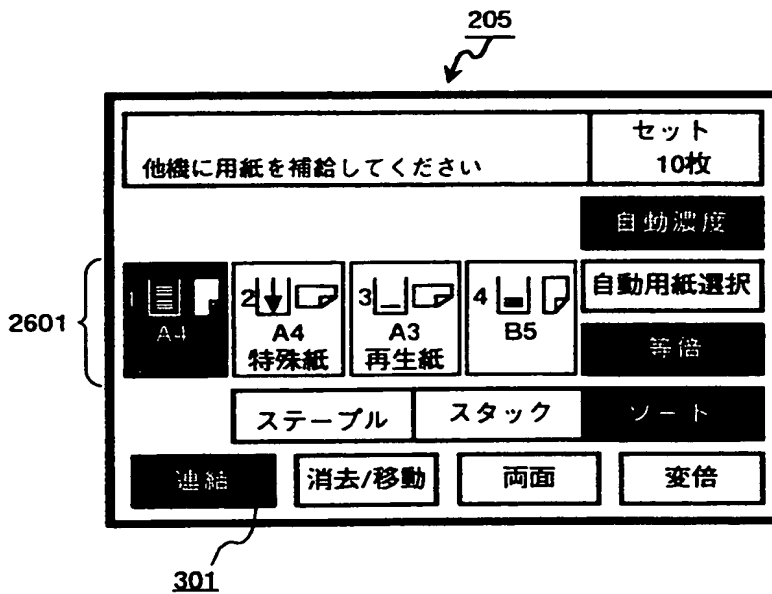 205
セット
他機に用紙を補給してください
10枚
自動濃度
2601
1
2
3
4
自動用紙選択
A4
A4
A3
B5
特殊紙
再生紙
等倍
ステープル
スタック
ソート
連結
消去/移動
両面
変倍
301